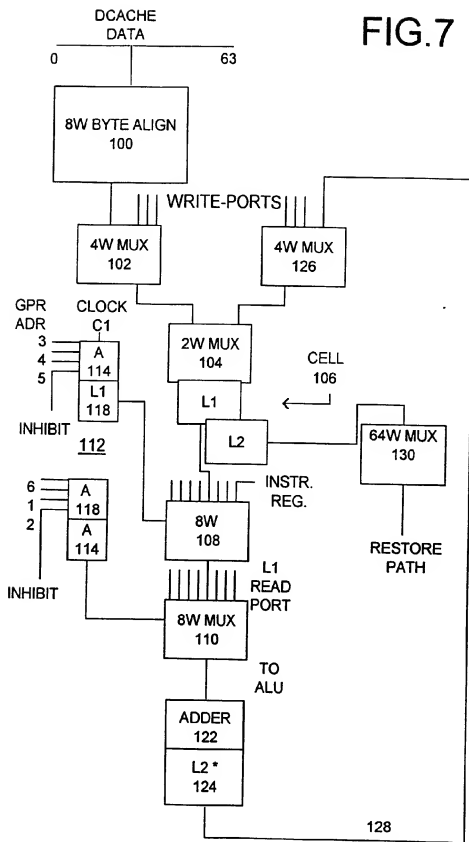 DCACHE
DATA
FIG.7
0 63
8W BYTE ALIGN
100
WRITE-PORTS
4W MUX
102
4W MUX
126
GPR
ADR
CLOCK
C1
3
4
5
A
114
L1
118
INHIBIT
112
2W MUX
104
L1
L2
CELL
106
64W MUX
130
RESTORE
PATH
6
1
2
A
118
A
114
INHIBIT
INSTR.
REG.
8W
108
L1
READ
PORT
8W MUX
110
TO
ALU
ADDER
122
L2 *
124
128